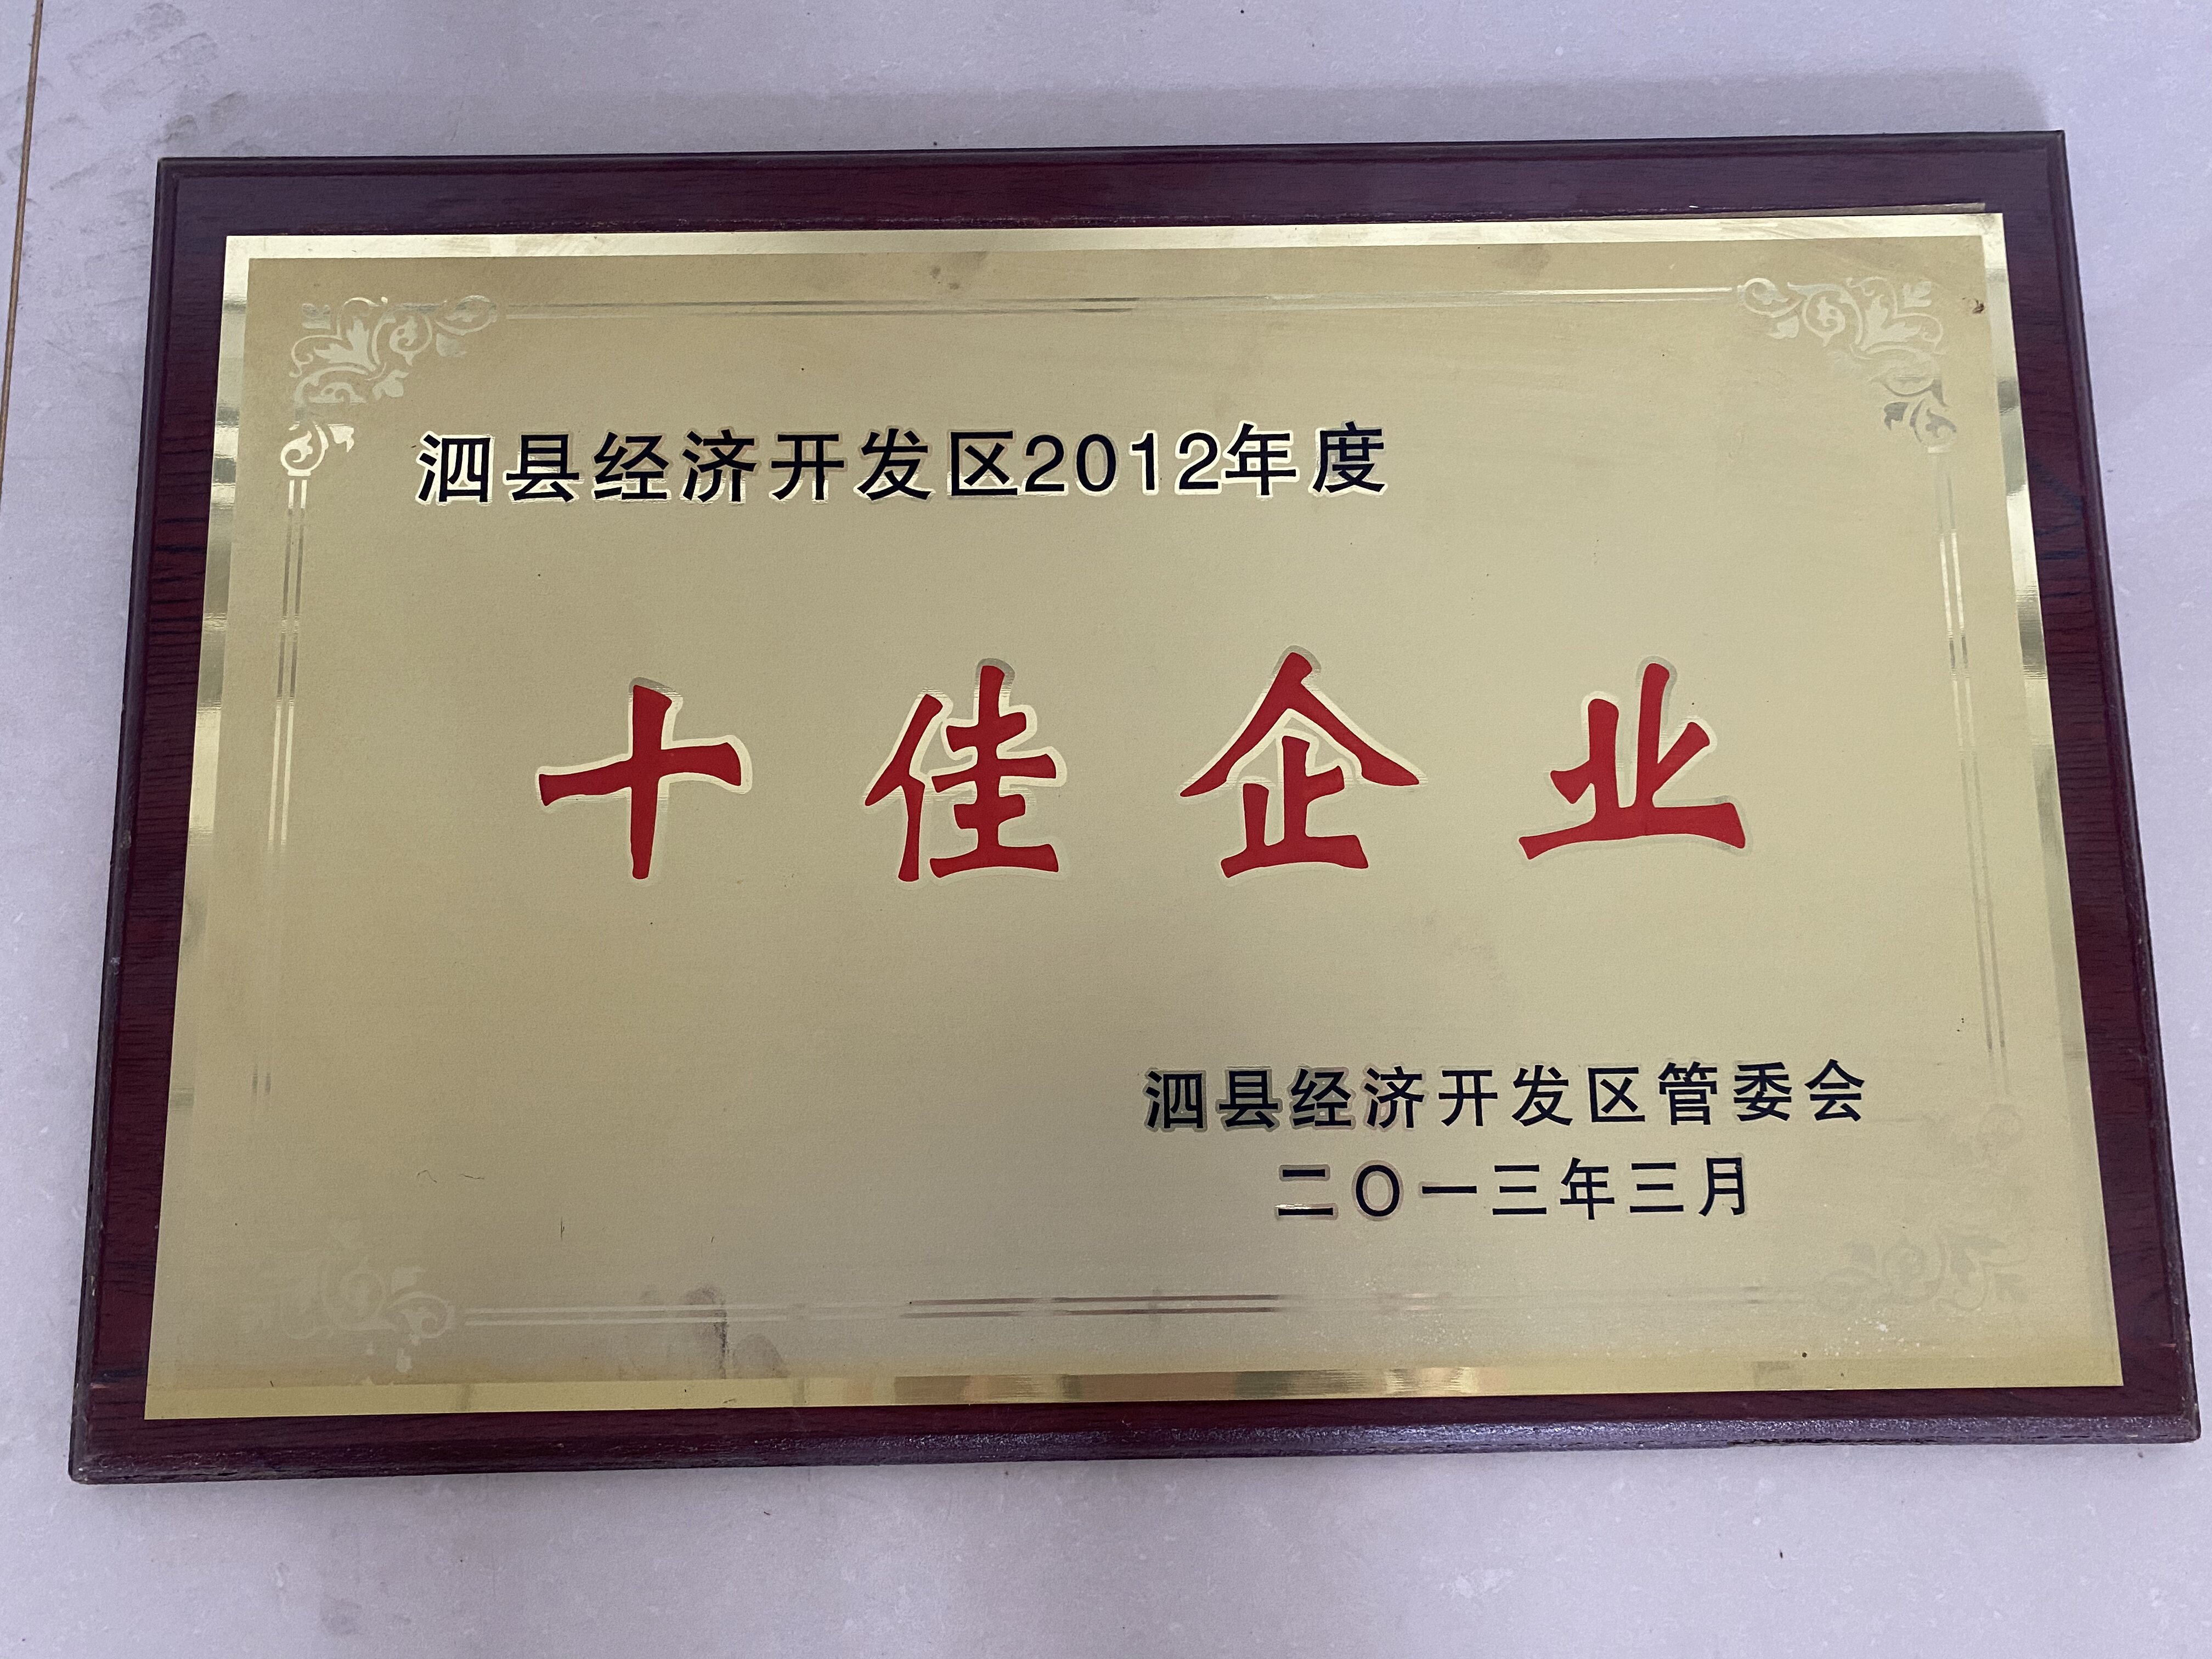 泗县经济开发区2012年度
十佳企业
泗县经济开发区管委会
二〇一三年三月